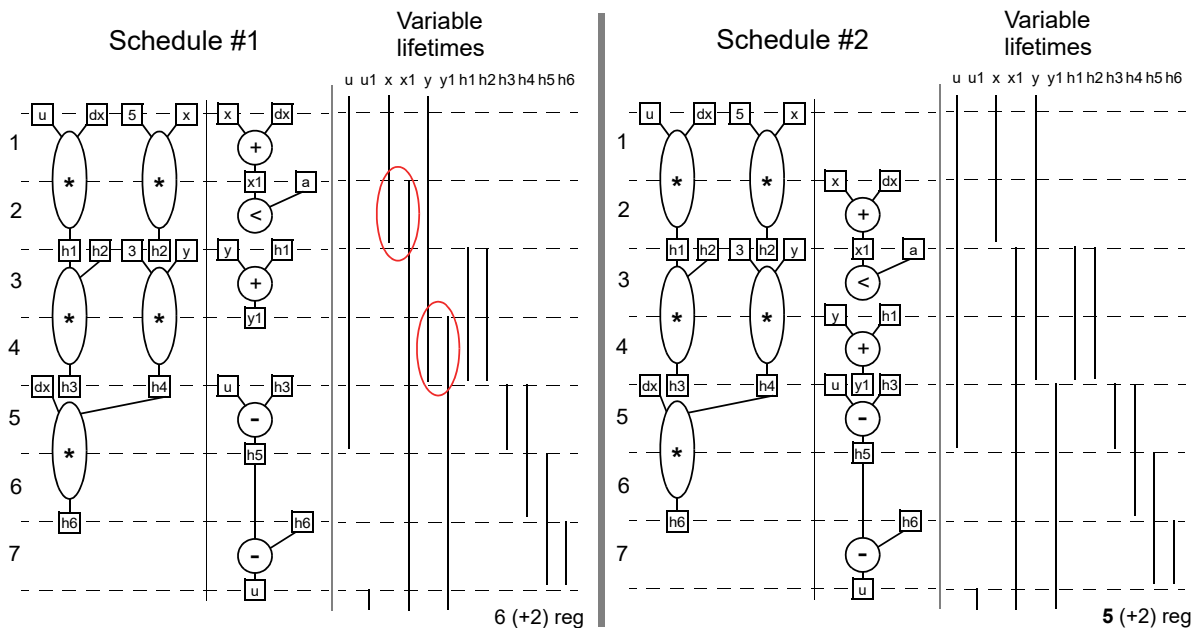 Schedule #1
Variable
lifetimes
u u1 x x1 y y1 h1 h2 h3 h4 h5 h6
u dx 5 x x dx
1
+
* * x1 a
2
<
h1 h2 3 h2 y y h1
3
+
* * y1
4
dx h3 h4 u h3
5
-
* h5
6
h6 h6
7
-
u
6 (+2) reg
Schedule #2
Variable
lifetimes
u u1 x x1 y y1 h1 h2 h3 h4 h5 h6
u dx 5 x
1
* * x dx
2
+
h1 h2 3 h2 y x1 a
3
<
* * y h1
4
+
dx h3 h4 u y1 h3
5
-
* h5
6
h6 h6
7
-
u
5 (+2) reg